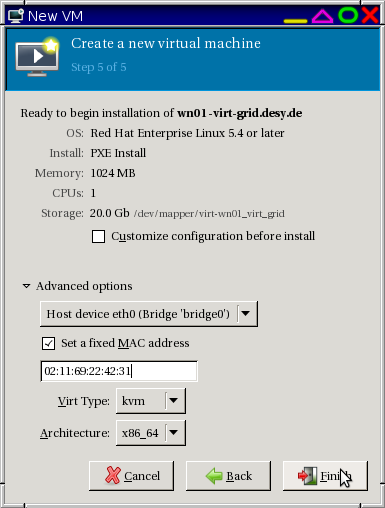 New VM
Create a new virtual machine
Step 5 of 5
Ready to begin installation of wn01-virt-grid.desy.de
OS: Red Hat Enterprise Linux 5.4 or later
Install: PXE Install
Memory: 1024 MB
CPUs: 1
Storage: 20.0 Gb /dev/mapper/virt-wn01_virt_grid
Customize configuration before install
Advanced options
Host device eth0 (Bridge 'bridge0')
Set a fixed MAC address
02:11:69:22:42:31
Virt Type: kvm
Architecture: x86_64
Cancel Back Finish